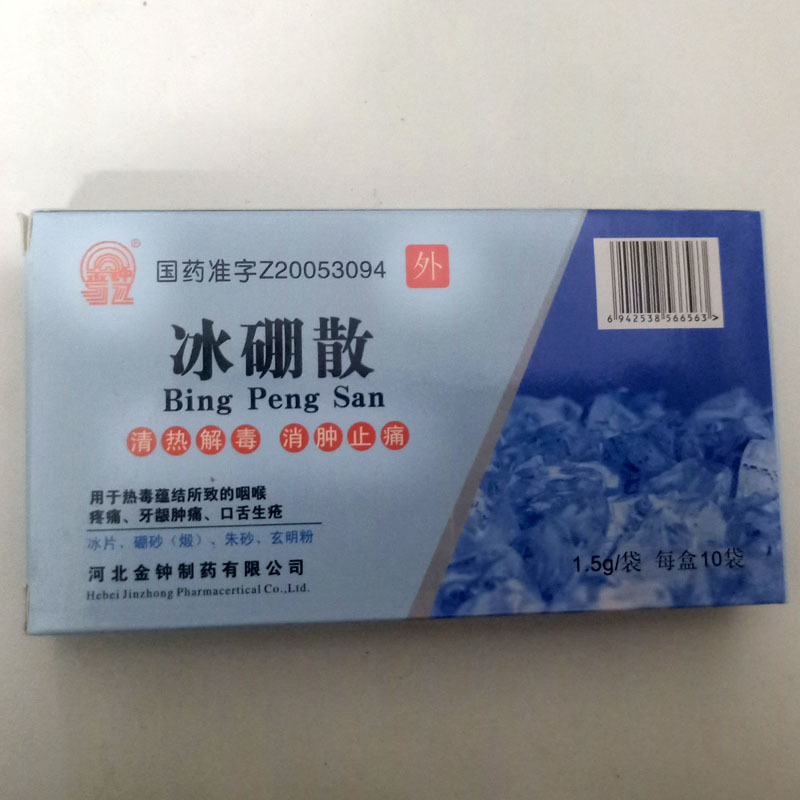 金钟
®
国药准字Z20053094
外
6 942538 566563 >
冰硼散
Bing Peng San
清热解毒 消肿止痛
用于热毒蕴结所致的咽喉
疼痛、牙龈肿痛、口舌生疮
冰片、硼砂（煅）、朱砂、玄明粉
河北金钟制药有限公司
Hebei Jinzhong Pharmacertical Co.,Ltd.
1.5g/袋 每盒10袋